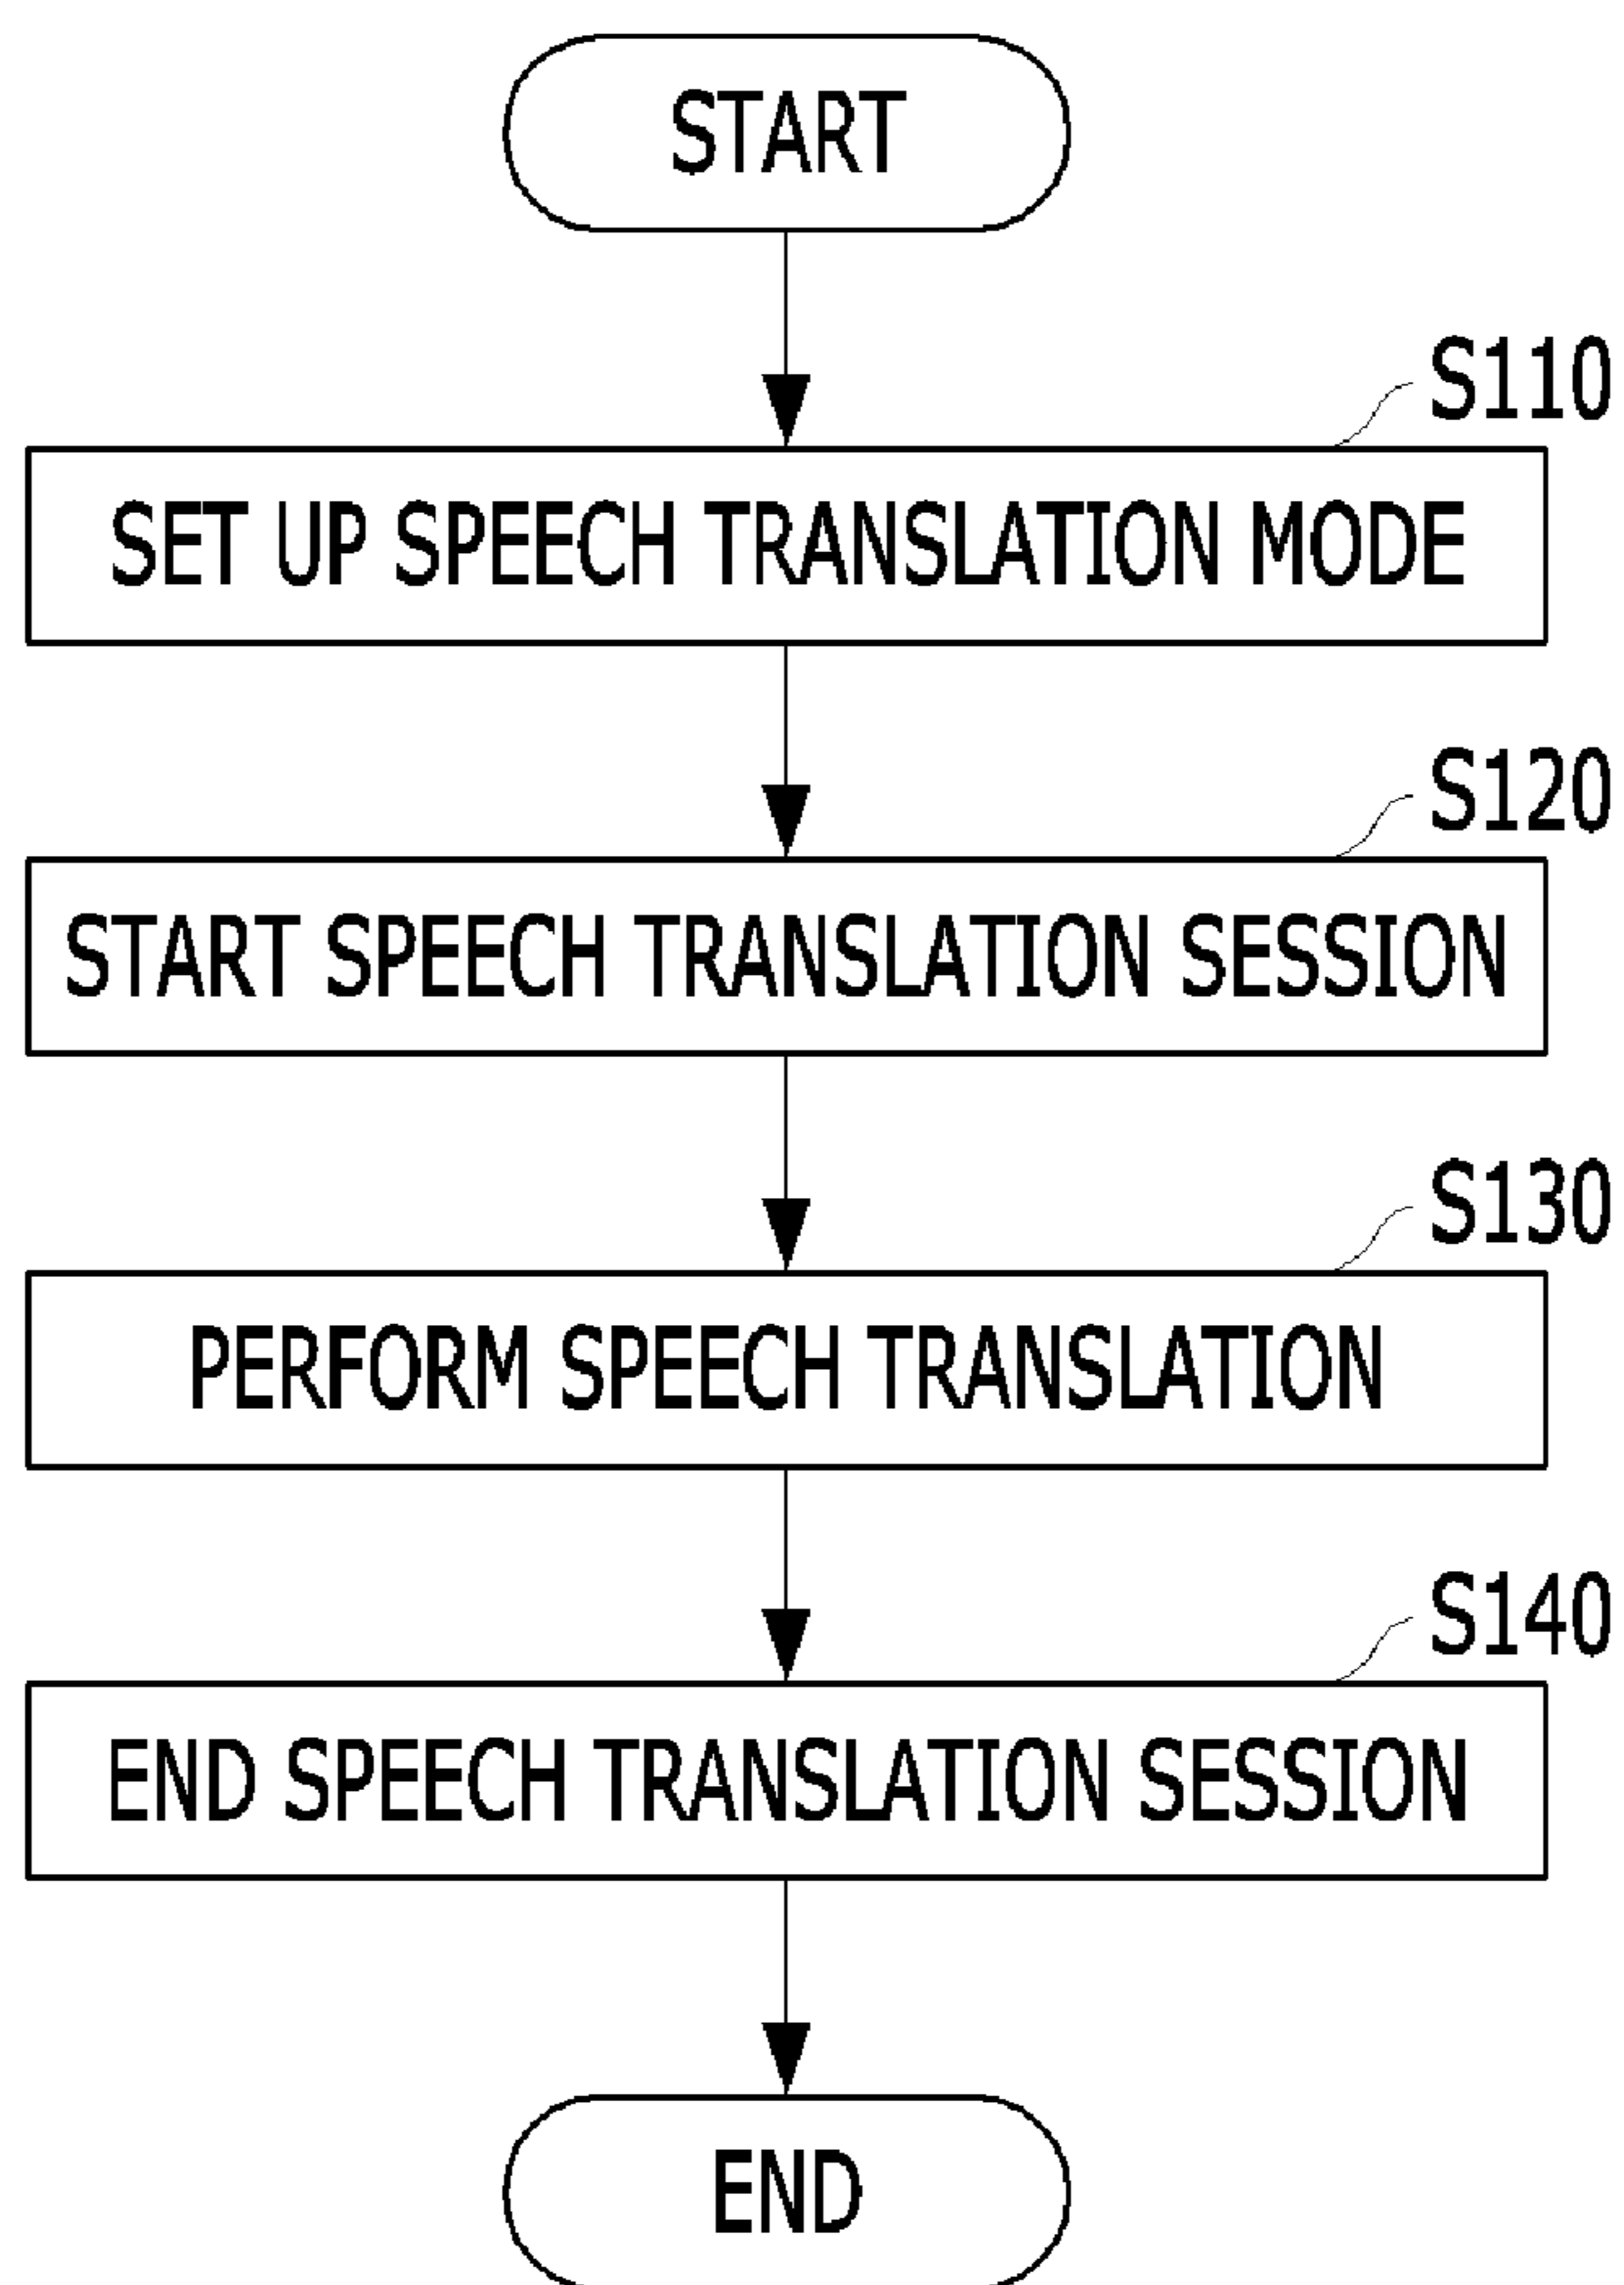 START
S110
SET UP SPEECH TRANSLATION MODE
S120
START SPEECH TRANSLATION SESSION
S130
PERFORM SPEECH TRANSLATION
S140
END SPEECH TRANSLATION SESSION
END